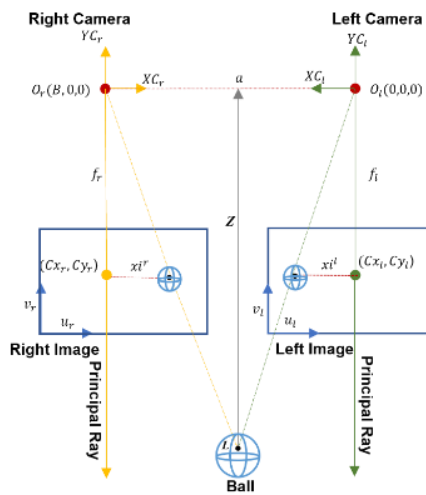 Right Camera
Left Camera
YC_r
YC_l
XC_r
a
XC_l
O_r(B,0,0)
O_l(0,0,0)
f_r
f_l
Z
(Cx_r, Cy_r)
xi^r
xi^l
(Cx_l, Cy_l)
v_r
u_r
v_l
u_l
Right Image
Left Image
Principal Ray
Principal Ray
L
Ball